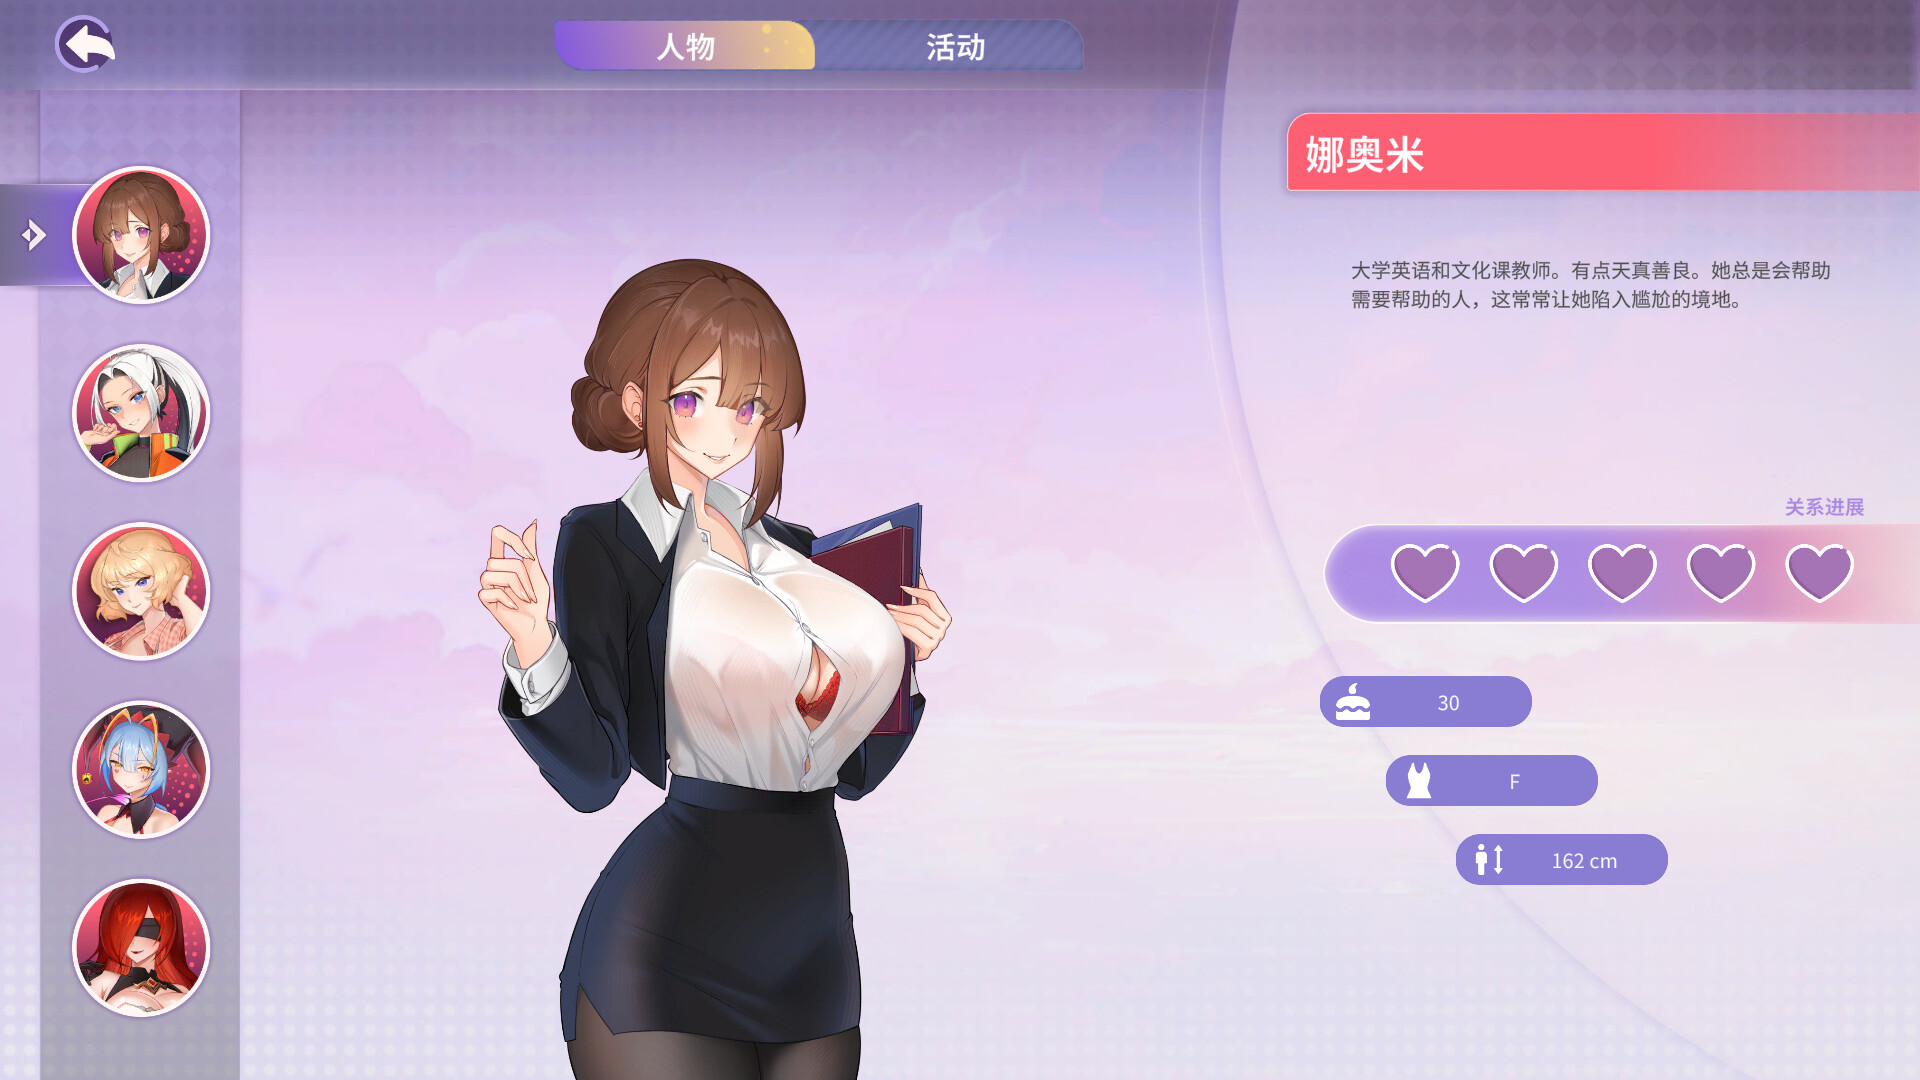 人物
活动
娜奥米
大学英语和文化课教师。有点天真善良。她总是会帮助
需要帮助的人，这常常让她陷入尴尬的境地。
关系进展
30
F
162 cm